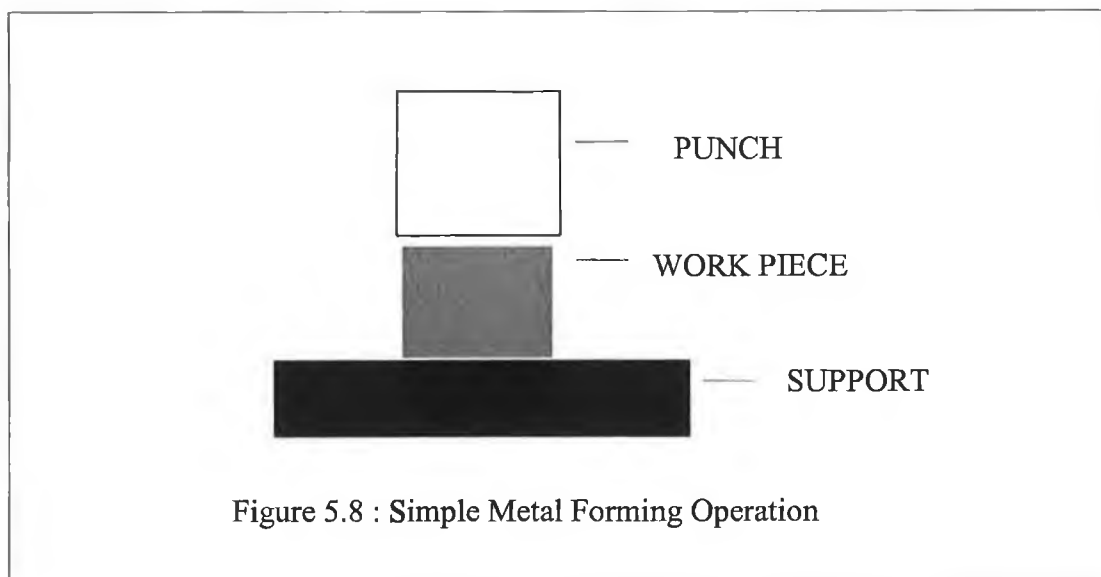 PUNCH
WORK PIECE
SUPPORT
Figure 5.8 : Simple Metal Forming Operation